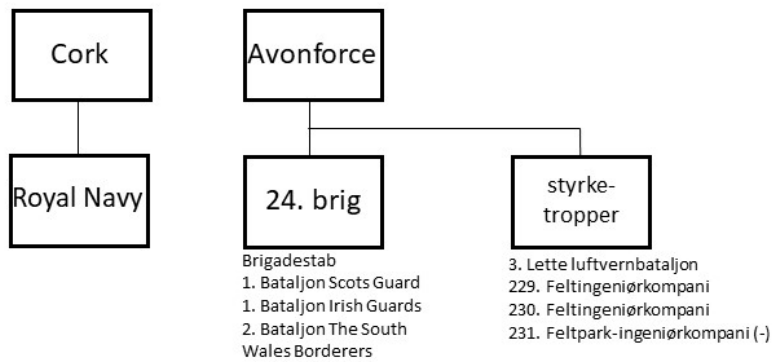 Cork
Avonforce
Royal Navy
24. brig
styrke-
tropper
Brigadestab
1. Bataljon Scots Guard
1. Bataljon Irish Guards
2. Bataljon The South
Wales Borderers
3. Lette luftvernbataljon
229. Feltingeniørkompani
230. Feltingeniørkompani
231. Feltpark-ingeniørkompani (-)